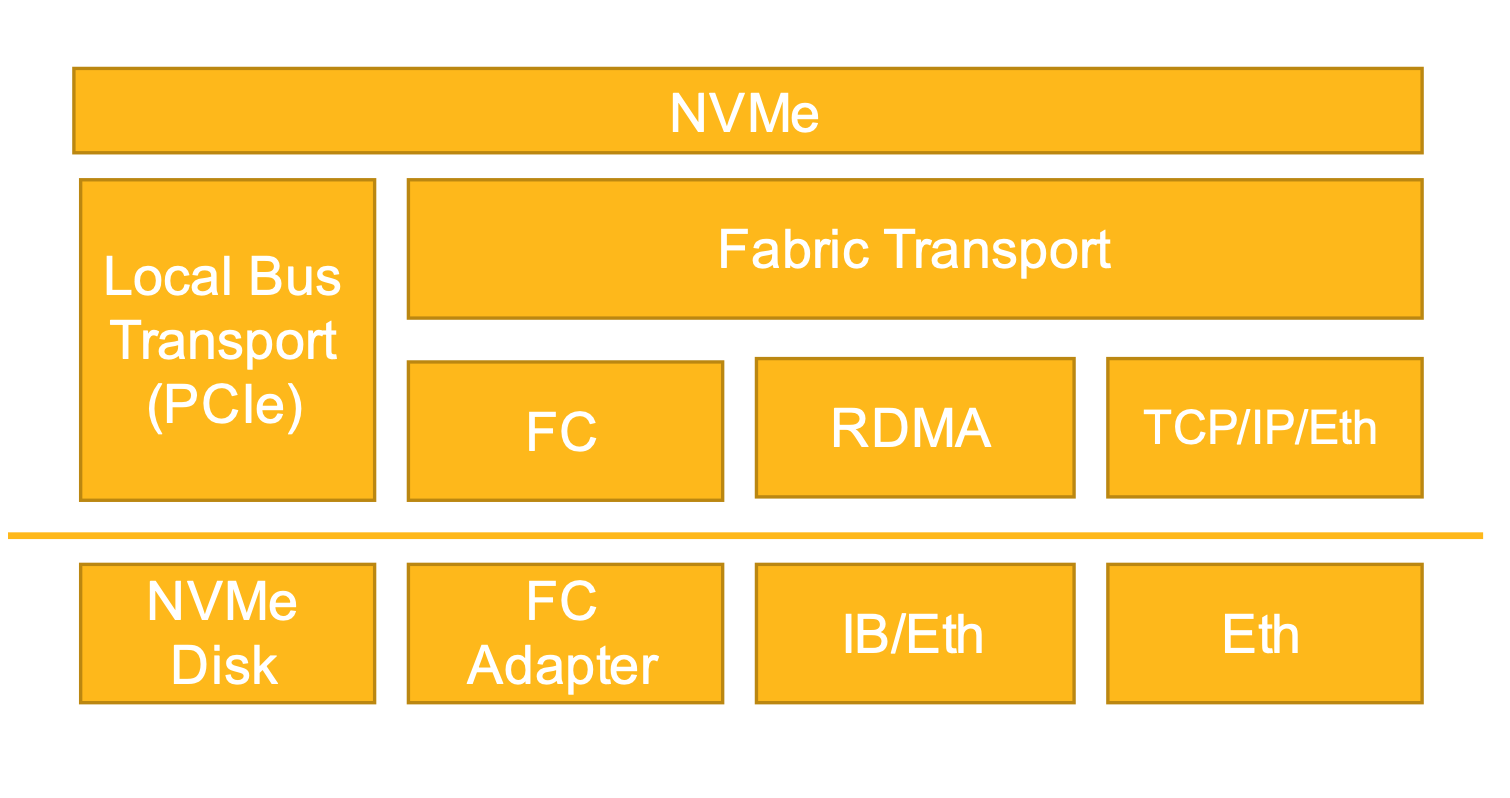 NVMe
Local Bus
Transport
(PCIe)
Fabric Transport
FC
RDMA
TCP/IP/Eth
NVMe
Disk
FC
Adapter
IB/Eth
Eth